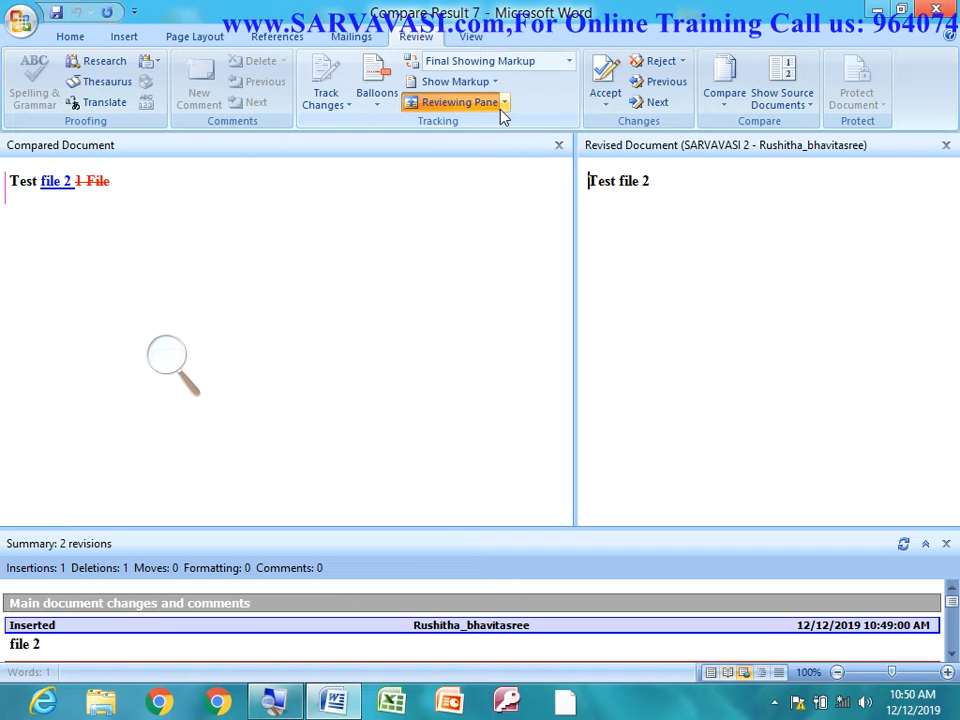 Compare Result 7 - Microsoft Word
www.SARVAVASI.com,For Online Training Call us: 964074
Home Insert Page Layout References Mailings Review View
ABC
Spelling & Grammar
Research
Thesaurus
Translate
ABC
123
Proofing
New Comment
Delete
Previous
Next
Comments
Track Changes
Balloons
Final Showing Markup
Show Markup
Reviewing Pane
Tracking
Accept
Reject
Previous
Next
Changes
Compare
Show Source Documents
Compare
Protect Document
Protect
Compared Document
Test file 2 1 File
Revised Document (SARVAVASI 2 - Rushitha_bhavitasree)
Test file 2
Summary: 2 revisions
Insertions: 1 Deletions: 1 Moves: 0 Formatting: 0 Comments: 0
Main document changes and comments
Inserted Rushitha_bhavitasree 12/12/2019 10:49:00 AM
file 2
Words: 1
100%
10:50 AM
12/12/2019